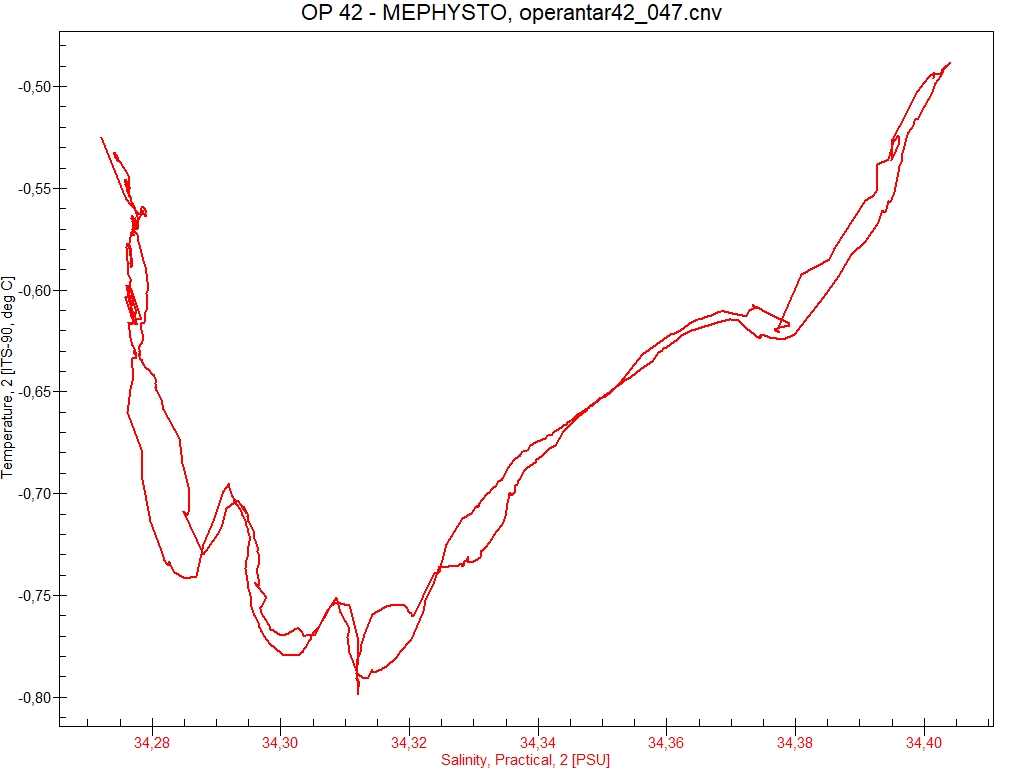 OP 42 - MEPHYSTO, operantar42_047.cnv
Temperature, 2 [ITS-90, deg C]
-0,50
-0,55
-0,60
-0,65
-0,70
-0,75
-0,80
34,28 34,30 34,32 34,34 34,36 34,38 34,40
Salinity, Practical, 2 [PSU]